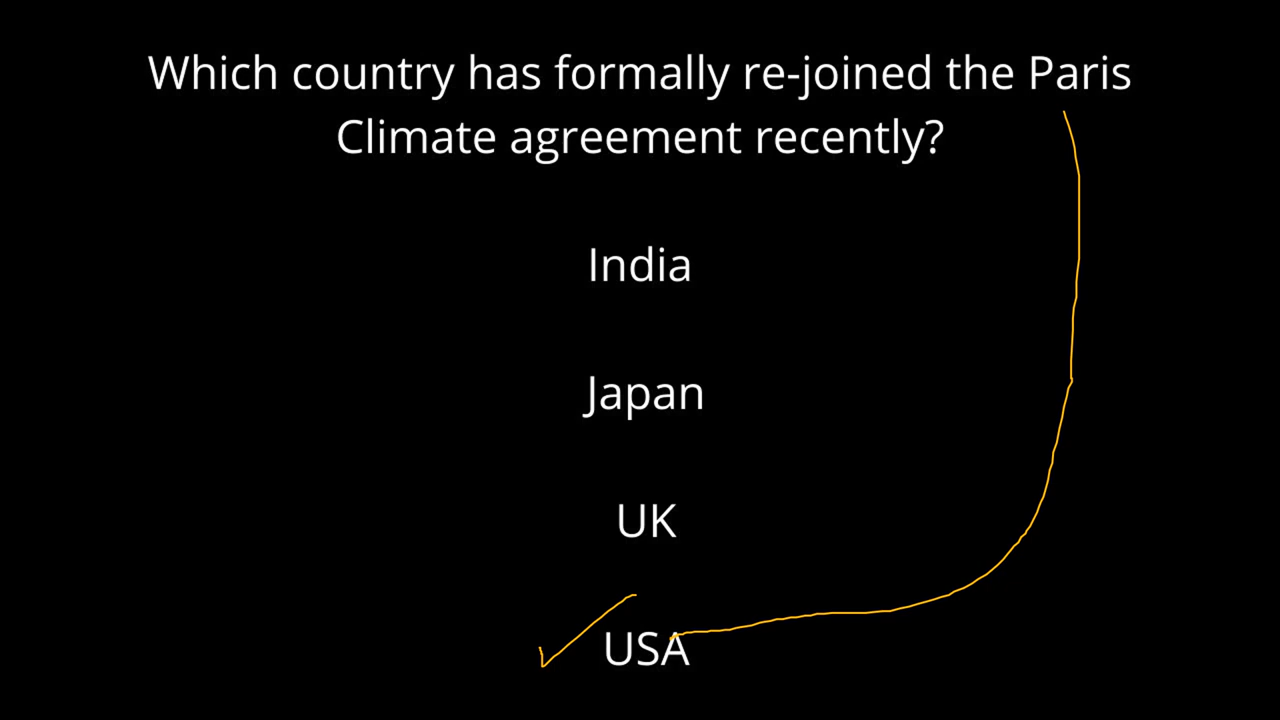 Which country has formally re-joined the Paris
Climate agreement recently?
India
Japan
UK
USA